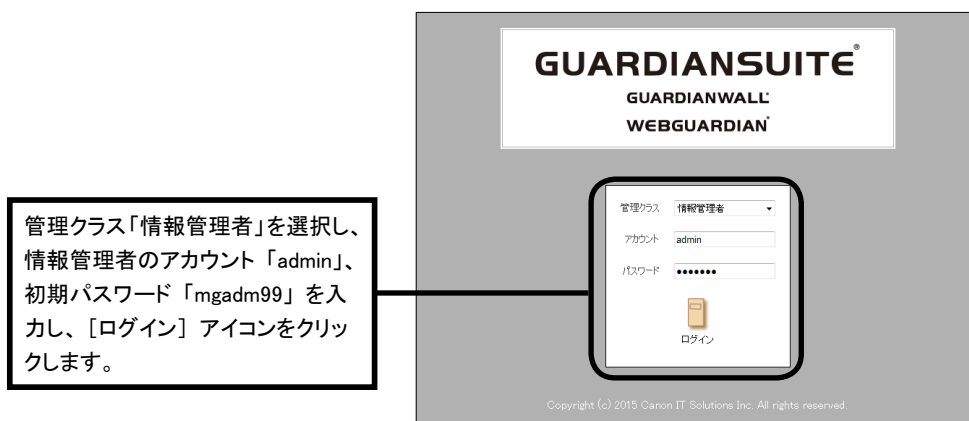 GUARDIANSUITE®
GUARDIANWALL
WEBGUARDIAN
管理クラス「情報管理者」を選択し、
情報管理者のアカウント「admin」、
初期パスワード「mgadm99」を入
力し、[ログイン] アイコンをクリッ
クします。
管理クラス 情報管理者
アカウント admin
パスワード ●●●●●●●
ログイン
Copyright (c) 2015 Canon IT Solutions Inc. All rights reserved.